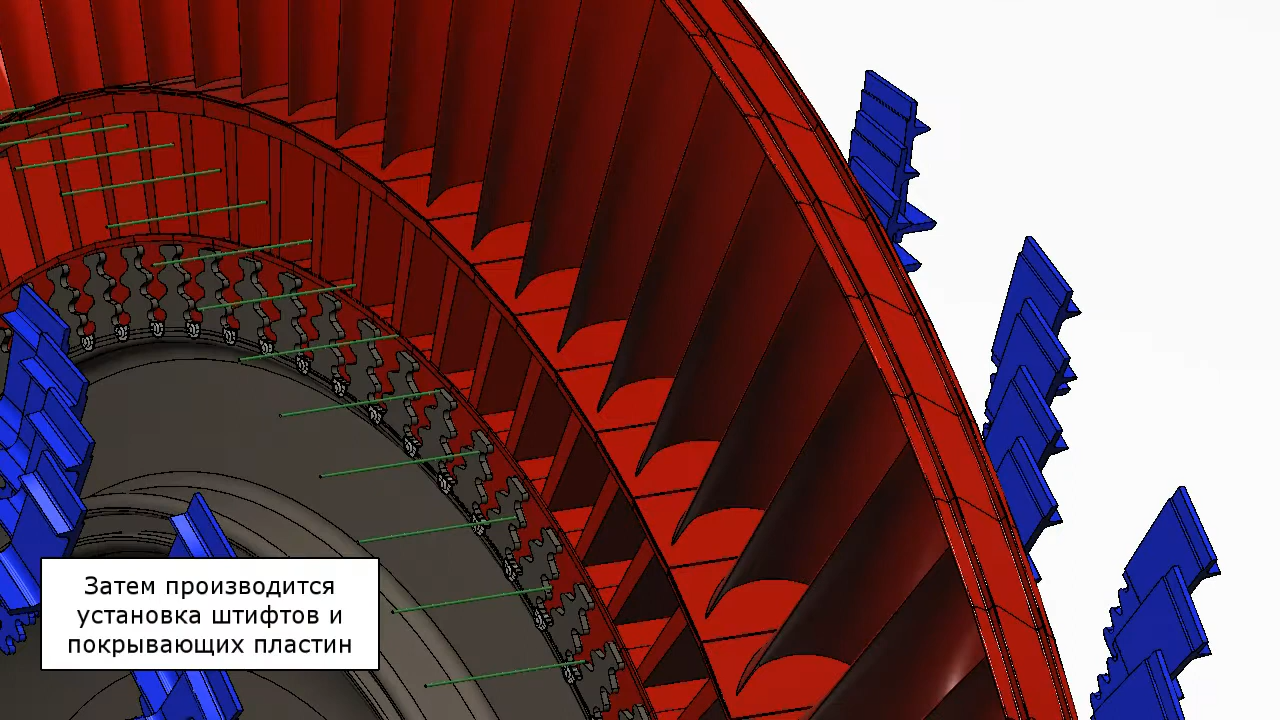 Затем производится
установка штифтов и
покрывающих пластин